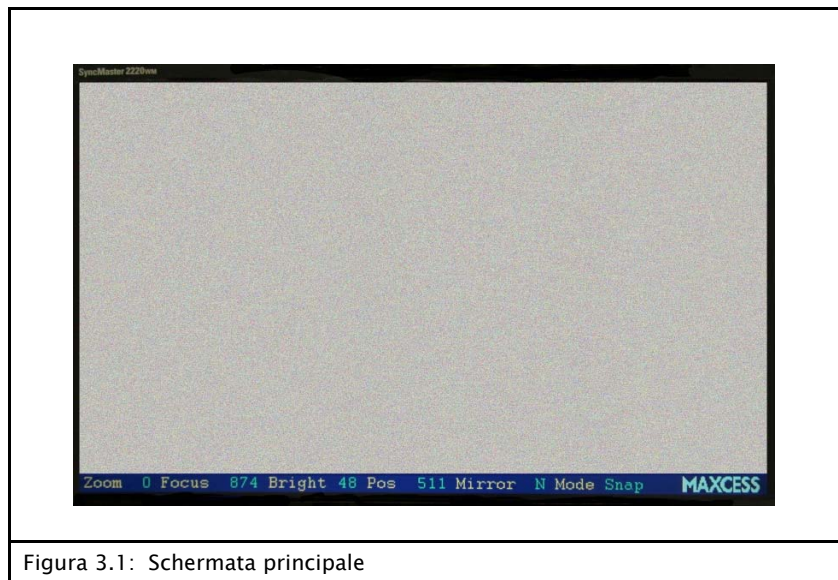 SyncMaster 2220WM
Zoom 0 Focus 874 Bright 48 Pos 511 Mirror N Mode Snap MAXCESS
Figura 3.1: Schermata principale